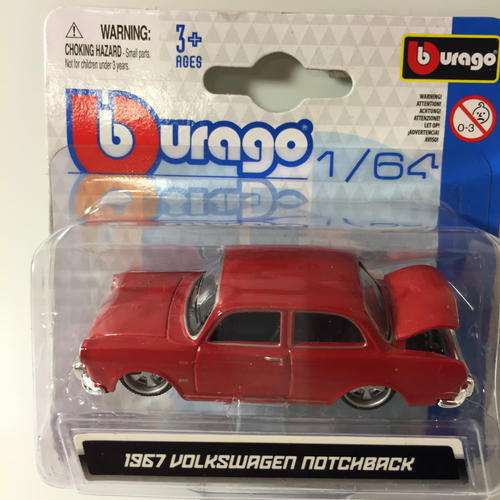 WARNING:
CHOKING HAZARD - Small parts.
Not for children under 3 years.
3+
AGES
burago
WARNING!
ATTENTION!
ACHTUNG!
ATTENZIONE!
LET OP!
¡ADVERTENCIA!
AVISO!
0-3
burago
1/64
1967 VOLKSWAGEN NOTCHBACK